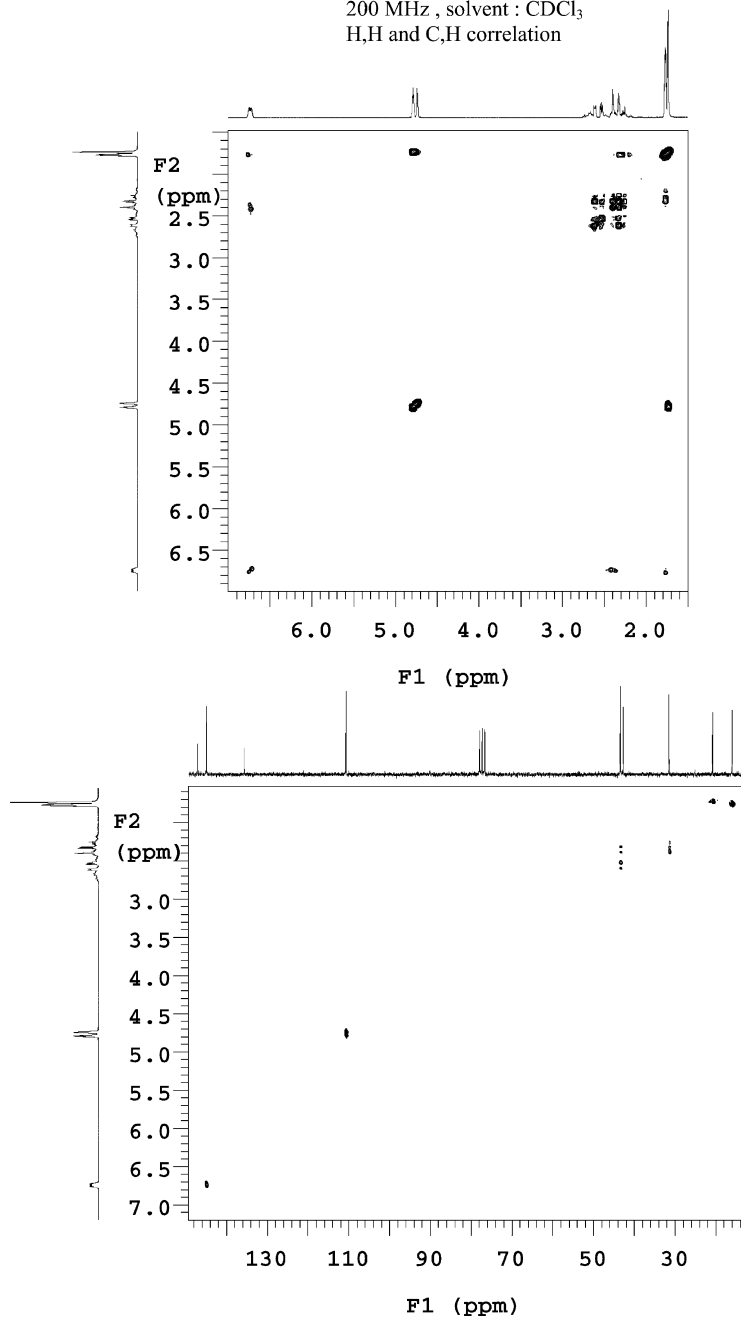 200 MHz , solvent : CDCl₃
H,H and C,H correlation
F2
(ppm)
2.5
3.0
3.5
4.0
4.5
5.0
5.5
6.0
6.5
6.0 5.0 4.0 3.0 2.0
F1 (ppm)
F2
(ppm)
3.0
3.5
4.0
4.5
5.0
5.5
6.0
6.5
7.0
130 110 90 70 50 30
F1 (ppm)